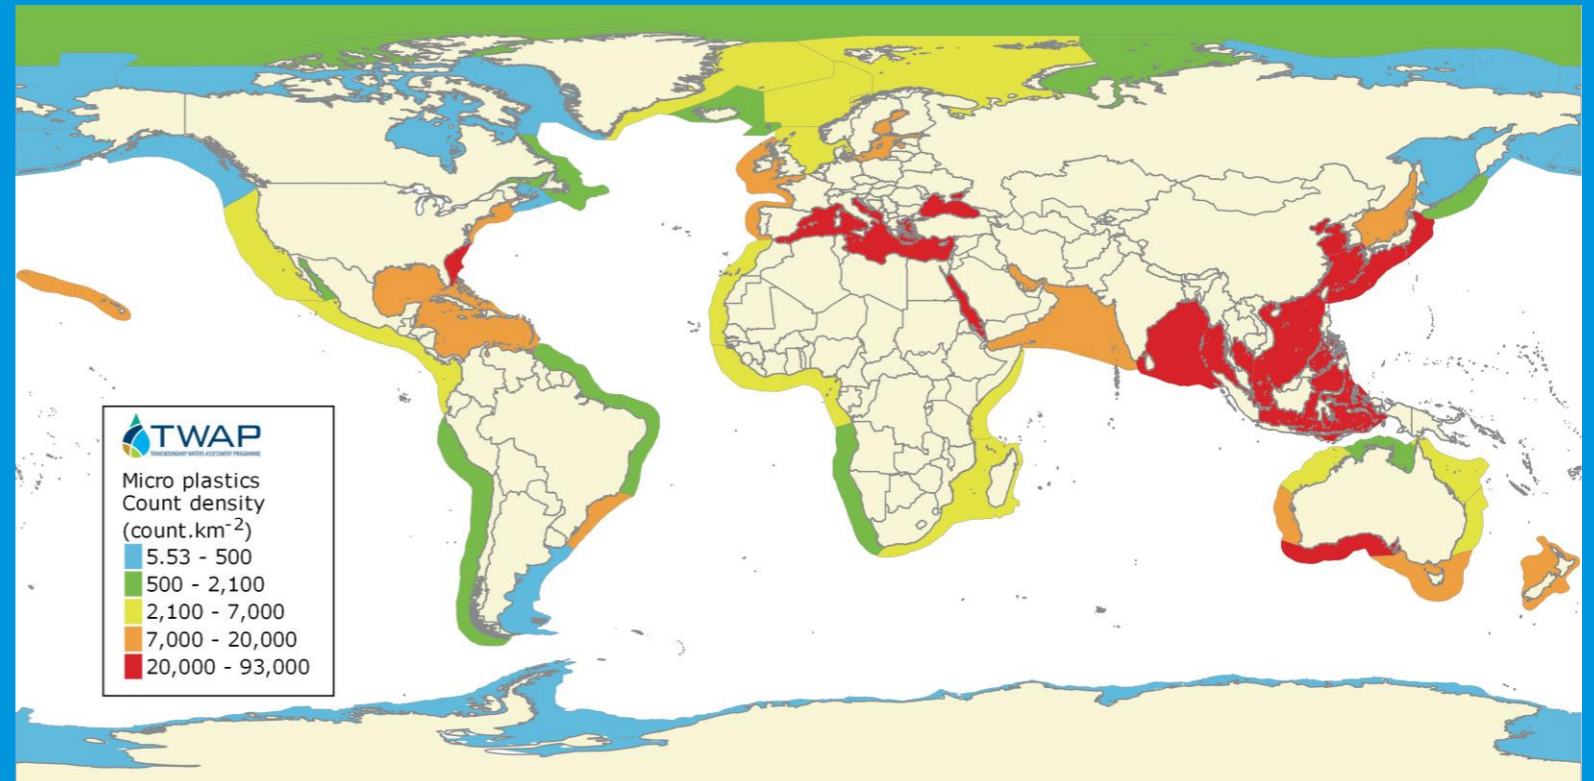 TWAP
TRANSBOUNDARY WATERS ASSESSMENT PROGRAMME
Micro plastics
Count density
(count.km-2)
5.53 - 500
500 - 2,100
2,100 - 7,000
7,000 - 20,000
20,000 - 93,000